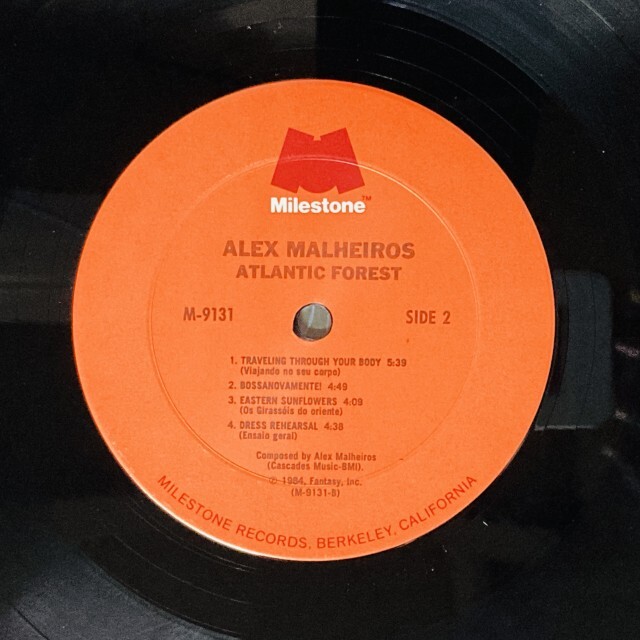 Milestone™
ALEX MALHEIROS
ATLANTIC FOREST
M-9131
SIDE 2
1. TRAVELING THROUGH YOUR BODY 5:39
(Viajando no seu carpo)
2. BOSSANOVAMENTE! 4:49
3. EASTERN SUNFLOWERS 4:09
(Os Girassóis do oriente)
4. DRESS REHEARSAL 4:38
(Ensaio geral)
Composed by Alex Malheiros
(Cascades Music-BMI).
℗ 1984, Fantasy, Inc.
(M-9131-B)
MILESTONE RECORDS, BERKELEY, CALIFORNIA